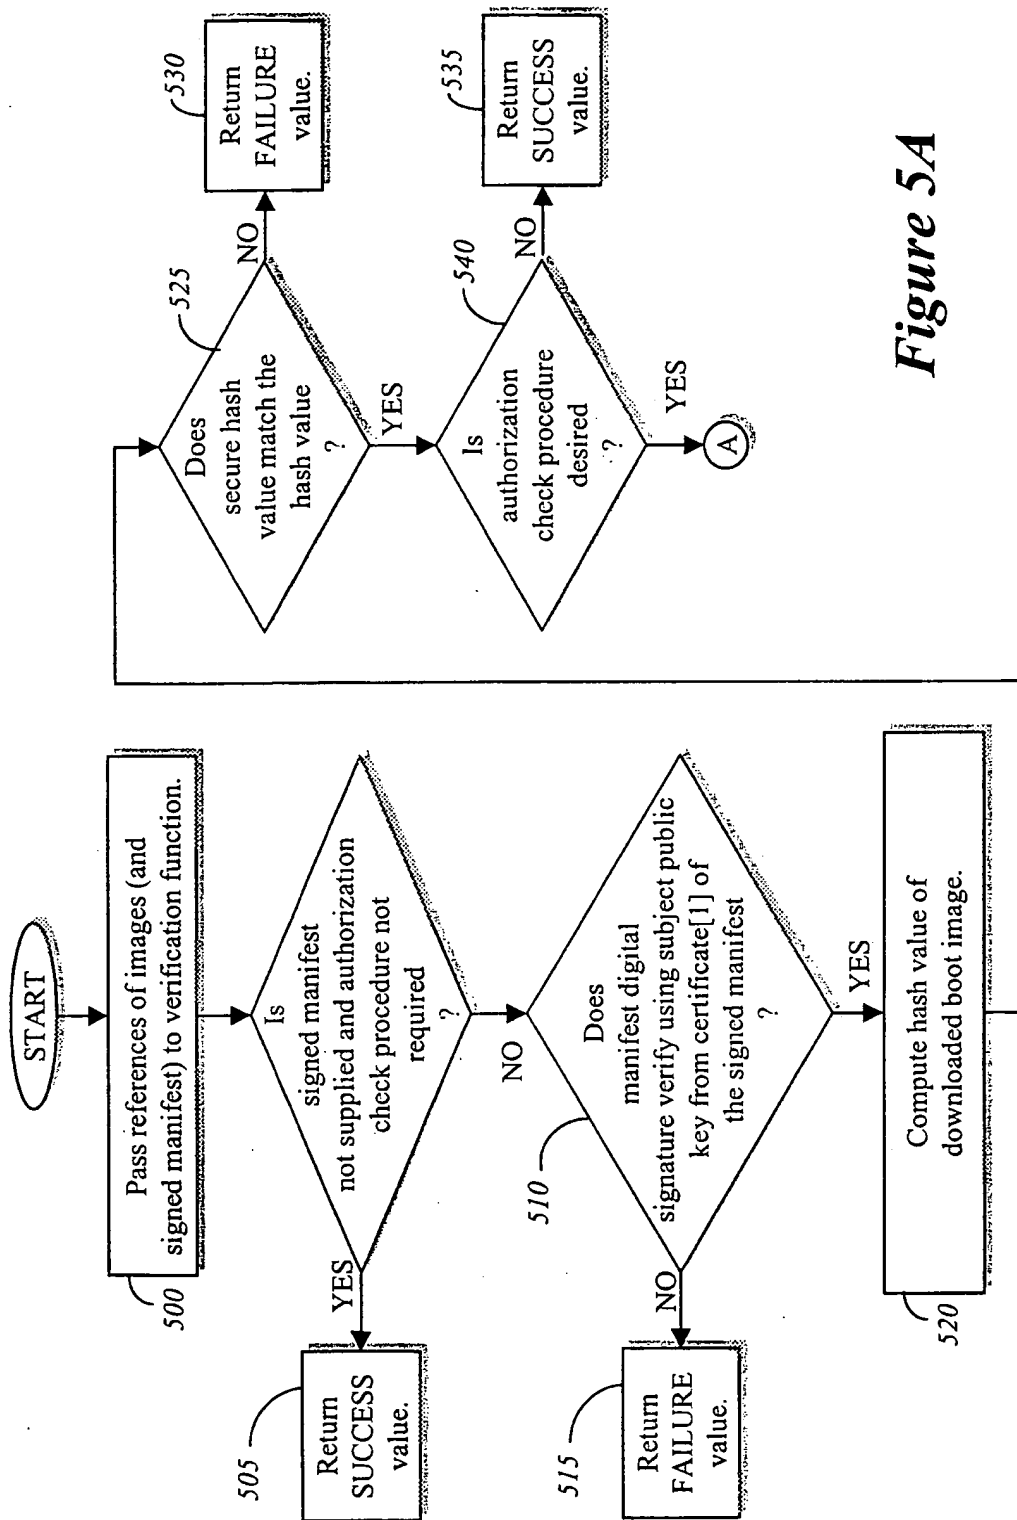 START
Pass references of images (and
signed manifest) to verification function.
500
Is
signed manifest
not supplied and authorization
check procedure not
required
?
YES
505
Return
SUCCESS
value.
NO
Does
manifest digital
signature verify using subject public
key from certificate[1] of
the signed manifest
?
510
NO
515
Return
FAILURE
value.
YES
Compute hash value of
downloaded boot image.
520
Does
secure hash
value match the
hash value
?
525
NO
530
Return
FAILURE
value.
YES
Is
authorization
check procedure
desired
?
540
NO
535
Return
SUCCESS
value.
YES
A
Figure 5A